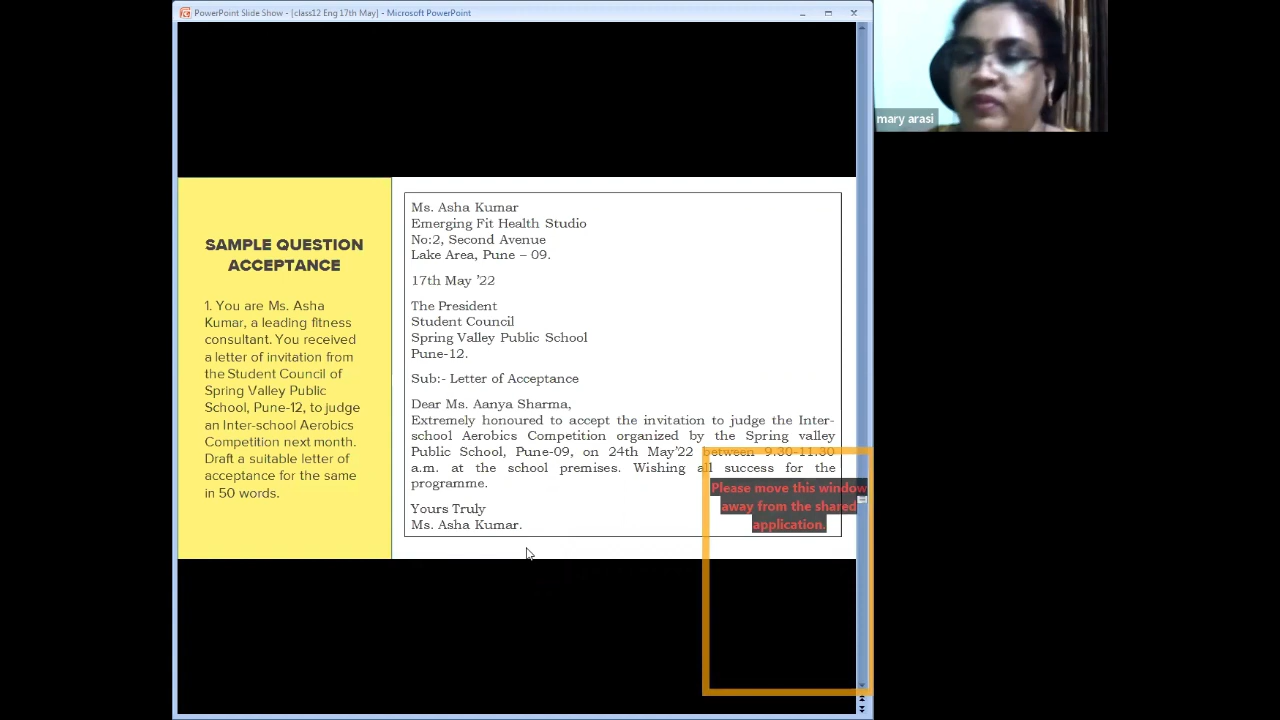 PowerPoint Slide Show - [class12 Eng 17th May] - Microsoft PowerPoint
mary arasi
SAMPLE QUESTION
ACCEPTANCE
1. You are Ms. Asha
Kumar, a leading fitness
consultant. You received
a letter of invitation from
the Student Council of
Spring Valley Public
School, Pune-12, to judge
an Inter-school Aerobics
Competition next month.
Draft a suitable letter of
acceptance for the same
in 50 words.
Ms. Asha Kumar
Emerging Fit Health Studio
No:2, Second Avenue
Lake Area, Pune – 09.
17th May ’22
The President
Student Council
Spring Valley Public School
Pune-12.
Sub:- Letter of Acceptance
Dear Ms. Aanya Sharma,
Extremely honoured to accept the invitation to judge the Inter-
school Aerobics Competition organized by the Spring valley
Public School, Pune-09, on 24th May’22 between 9.30-11.30
a.m. at the school premises. Wishing all success for the
programme.
Yours Truly
Ms. Asha Kumar.
Please move this window
away from the shared
application.